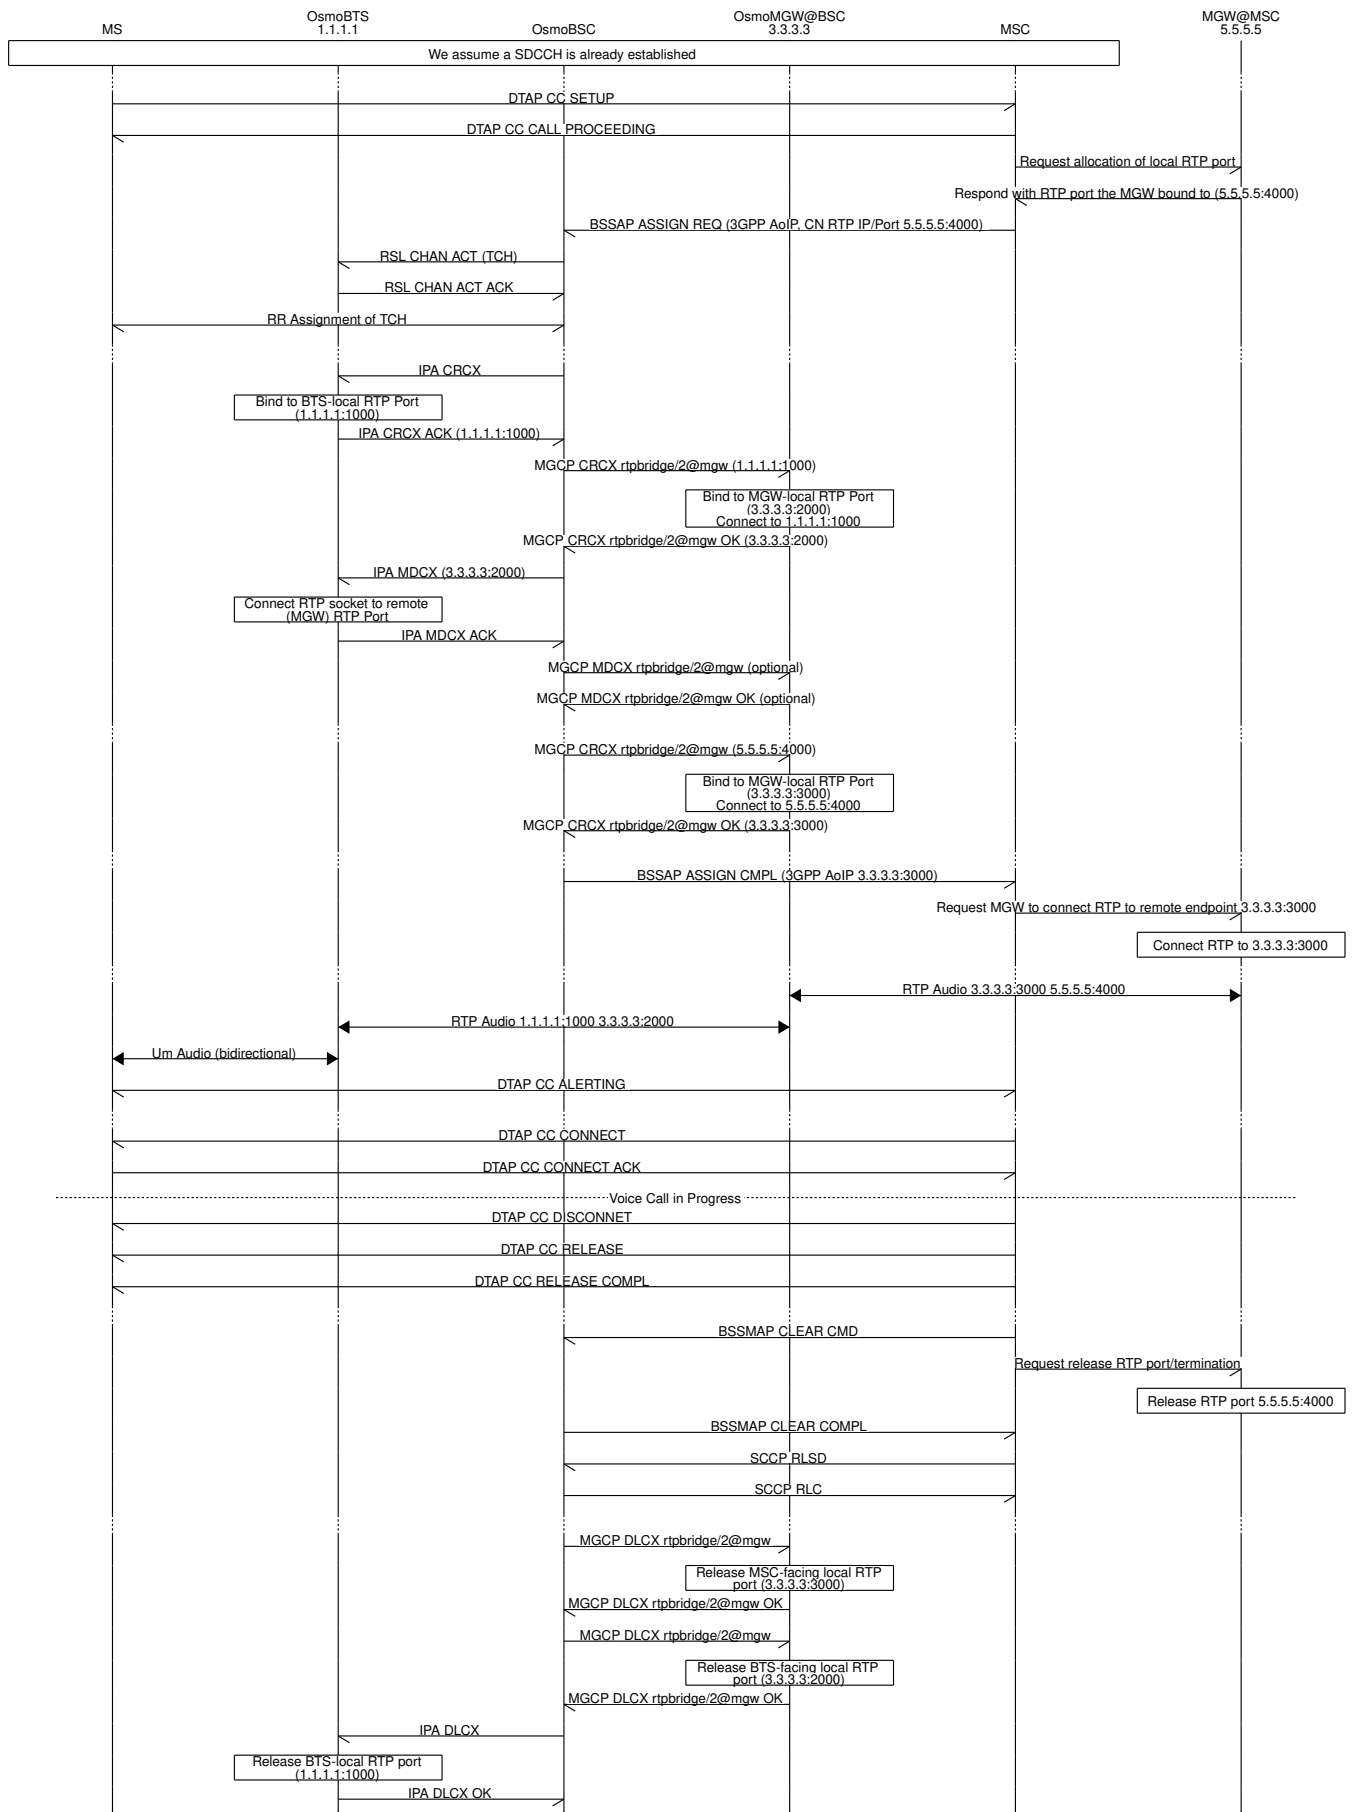 OsmoBTS
OsmoMGW@BSC
MGW@MSC
MS
1.1.1.1
OsmoBSC
3.3.3.3
MSC
5.5.5.5
We assume a SDCCH is already established
DTAP CC SETUP
DTAP CC CALL PROCEEDING
Request allocation of local RTP port
Respond with RTP port the MGW bound to (5.5.5.5:4000)
BSSAP ASSIGN REQ (3GPP AoIP, CN RTP IP/Port 5.5.5.5:4000)
RSL CHAN ACT (TCH)
RSL CHAN ACT ACK
RR Assignment of TCH
IPA CRCX
Bind to BTS-local RTP Port
(1.1.1.1:1000)
IPA CRCX ACK (1.1.1.1:1000)
MGCP CRCX rtpbridge/2@mgw (1.1.1.1:1000)
Bind to MGW-local RTP Port
(3.3.3.3:2000)
Connect to 1.1.1.1:1000
MGCP CRCX rtpbridge/2@mgw OK (3.3.3.3:2000)
IPA MDCX (3.3.3.3:2000)
Connect RTP socket to remote
(MGW) RTP Port
IPA MDCX ACK
MGCP MDCX rtpbridge/2@mgw (optional)
MGCP MDCX rtpbridge/2@mgw OK (optional)
MGCP CRCX rtpbridge/2@mgw (5.5.5.5:4000)
Bind to MGW-local RTP Port
(3.3.3.3:3000)
Connect to 5.5.5.5:4000
MGCP CRCX rtpbridge/2@mgw OK (3.3.3.3:3000)
BSSAP ASSIGN CMPL (3GPP AoIP 3.3.3.3:3000)
Request MGW to connect RTP to remote endpoint 3.3.3.3:3000
Connect RTP to 3.3.3.3:3000
RTP Audio 3.3.3.3:3000 5.5.5.5:4000
RTP Audio 1.1.1.1:1000 3.3.3.3:2000
Um Audio (bidirectional)
DTAP CC ALERTING
DTAP CC CONNECT
DTAP CC CONNECT ACK
Voice Call in Progress
DTAP CC DISCONNET
DTAP CC RELEASE
DTAP CC RELEASE COMPL
BSSMAP CLEAR CMD
Request release RTP port/termination
Release RTP port 5.5.5.5:4000
BSSMAP CLEAR COMPL
SCCP RLSD
SCCP RLC
MGCP DLCX rtpbridge/2@mgw
Release MSC-facing local RTP
port (3.3.3.3:3000)
MGCP DLCX rtpbridge/2@mgw OK
MGCP DLCX rtpbridge/2@mgw
Release BTS-facing local RTP
port (3.3.3.3:2000)
MGCP DLCX rtpbridge/2@mgw OK
IPA DLCX
Release BTS-local RTP port
(1.1.1.1:1000)
IPA DLCX OK